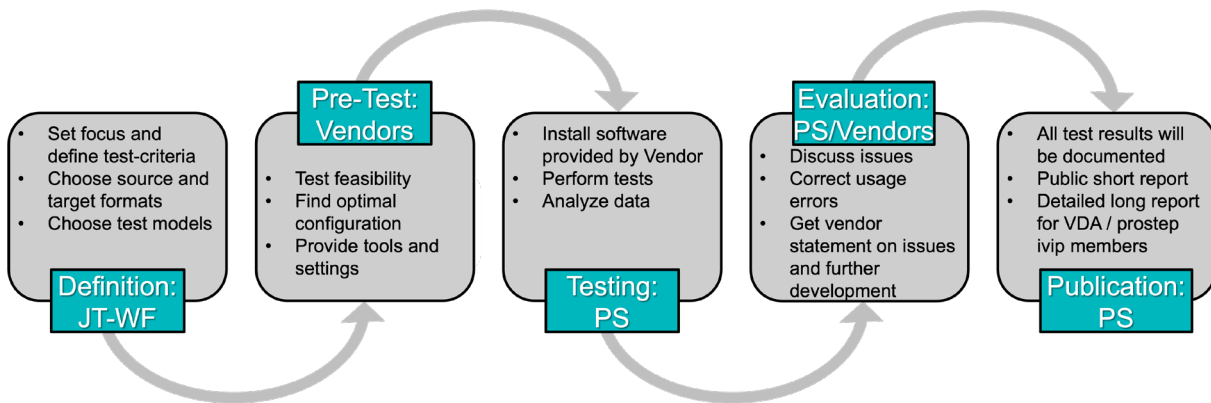 • Set focus and
define test-criteria
• Choose source and
target formats
• Choose test models
Definition:
JT-WF
Pre-Test:
Vendors
• Test feasibility
• Find optimal
configuration
• Provide tools and
settings
• Install software
provided by Vendor
• Perform tests
• Analyze data
Testing:
PS
Evaluation:
PS/Vendors
• Discuss issues
• Correct usage
errors
• Get vendor
statement on issues
and further
development
• All test results will
be documented
• Public short report
• Detailed long report
for VDA / prostep
ivip members
Publication:
PS